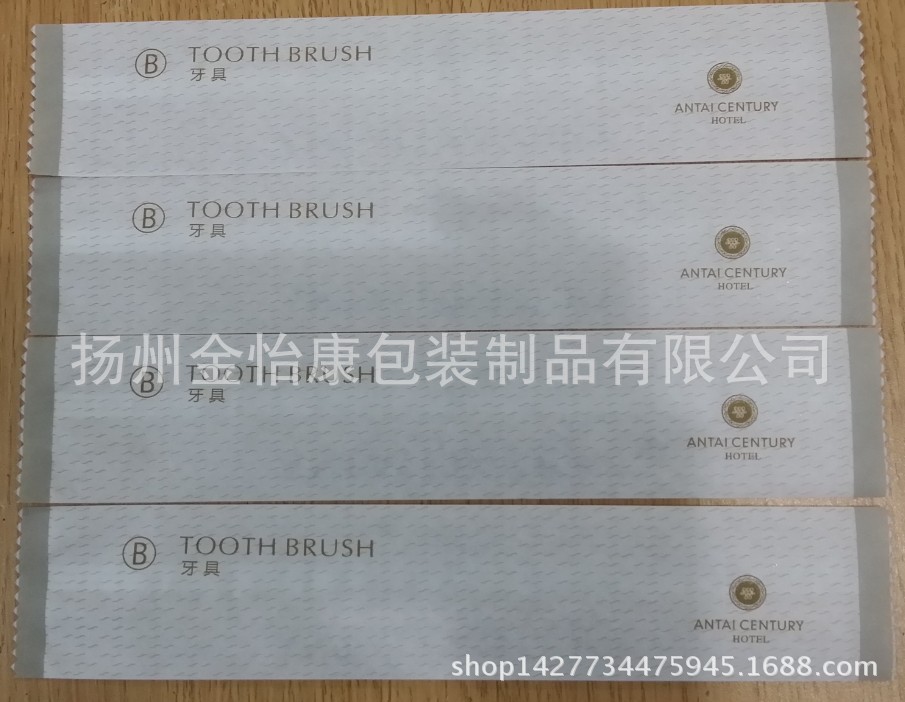 B TOOTH BRUSH
牙具
ANTAI CENTURY
HOTEL
B TOOTH BRUSH
牙具
ANTAI CENTURY
HOTEL
扬州金怡康包装制品有限公司
B TOOTH BRUSH
牙具
ANTAI CENTURY
HOTEL
B TOOTH BRUSH
牙具
ANTAI CENTURY
HOTEL
shop1427734475945.1688.com